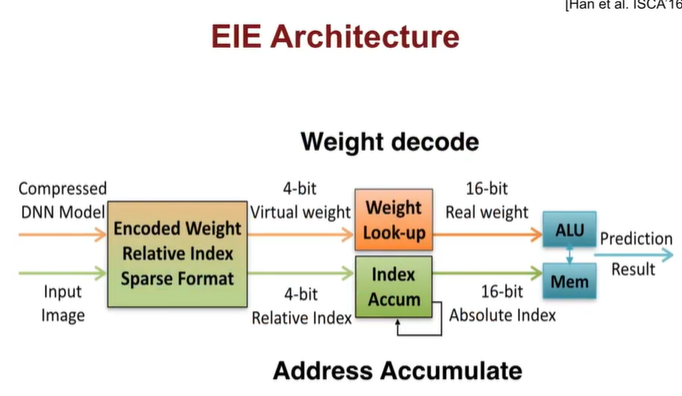 [Han et al. ISCA'16
EIE Architecture
Weight decode
Compressed
DNN Model
4-bit
Virtual weight
16-bit
Real weight
Encoded Weight
Relative Index
Sparse Format
Weight
Look-up
ALU
Prediction
Result
Input
Image
4-bit
Relative Index
Index
Accum
16-bit
Absolute Index
Mem
Address Accumulate